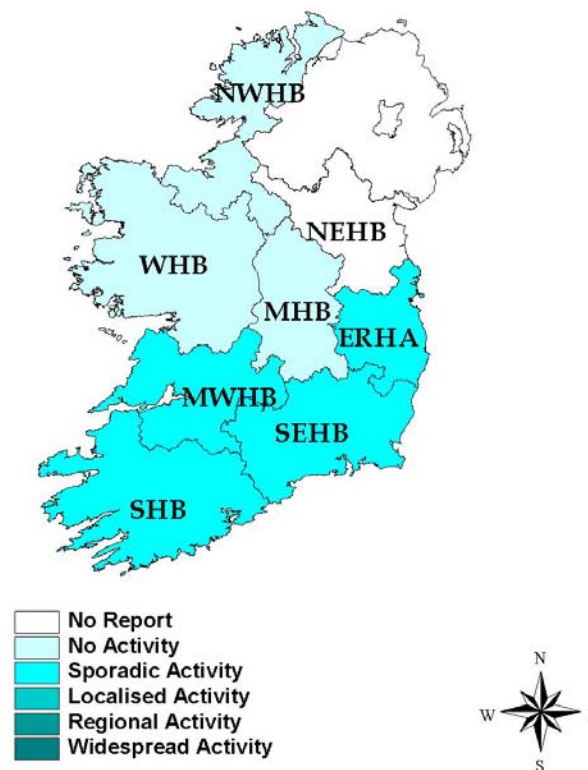 NWHB
NEHB
WHB
MHB
ERHA
MWHB
SEHB
SHB
No Report
No Activity
Sporadic Activity
Localised Activity
Regional Activity
Widespread Activity
N
W
S